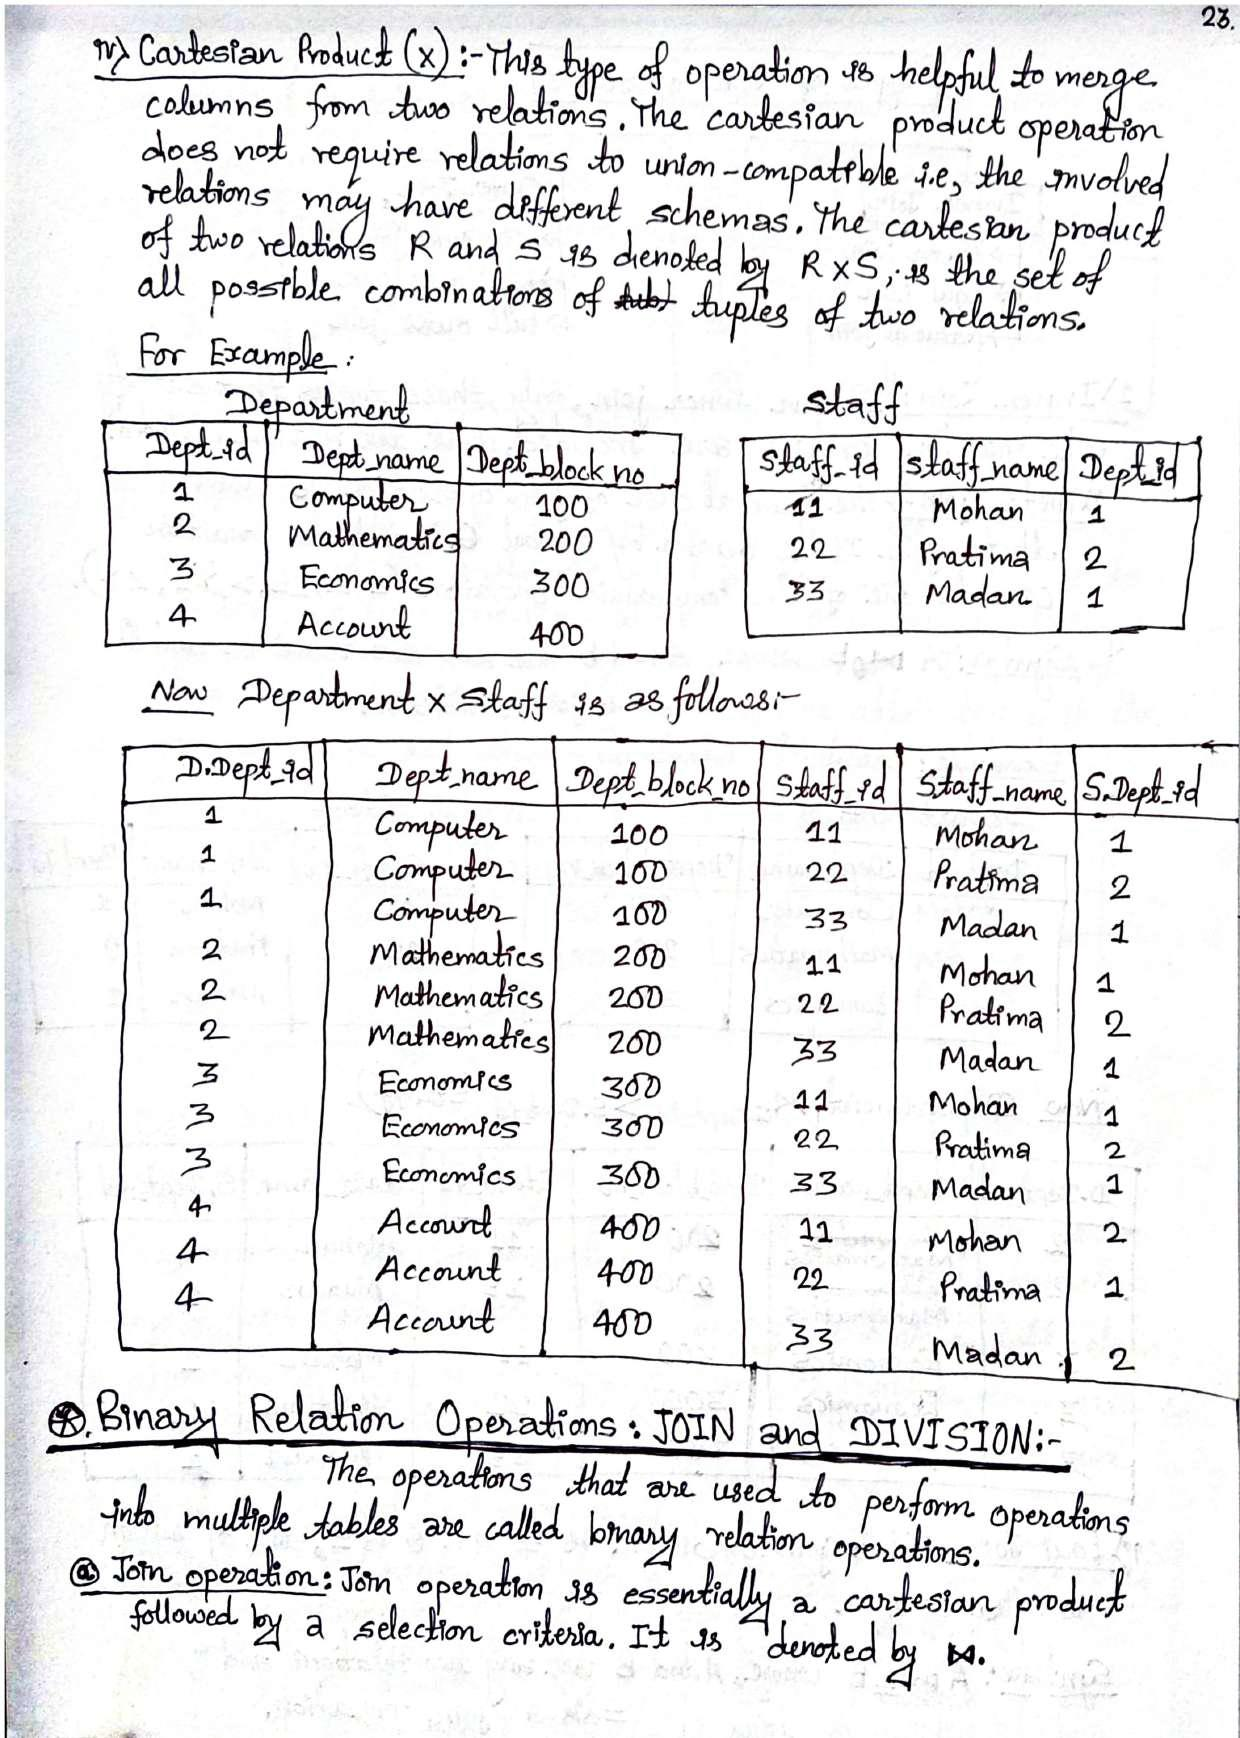 23.
iv) Cartesian Product (x) :- This type of operation is helpful to merge
columns from two relations. The cartesian product operation
does not require relations to union-compatible i.e, the involved
relations may have different schemas. The cartesian product
of two relations R and S is denoted by R x S, is the set of
all possible combinations of tuples of two relations.
For Example :
Department
Dept_id Dept_name Dept_block no
1 Computer 100
2 Mathematics 200
3 Economics 300
4 Account 400
Staff
Staff_id staff_name Dept_id
11 Mohan 1
22 Pratima 2
33 Madan 1
Now Department x Staff is as follows:-
D.Dept_id Dept_name Dept_block_no Staff_id Staff_name S.Dept_id
1 Computer 100 11 Mohan 1
1 Computer 100 22 Pratima 2
1 Computer 100 33 Madan 1
2 Mathematics 200 11 Mohan 1
2 Mathematics 200 22 Pratima 2
2 Mathematics 200 33 Madan 1
3 Economics 300 11 Mohan 1
3 Economics 300 22 Pratima 2
3 Economics 300 33 Madan 1
4 Account 400 11 Mohan 2
4 Account 400 22 Pratima 1
4 Account 400 33 Madan 2
⊛. Binary Relation Operations : JOIN and DIVISION:-
The operations that are used to perform operations
into multiple tables are called binary relation operations.
ⓐ Join operation: Join operation is essentially a cartesian product
followed by a selection criteria. It is denoted by ⋈.